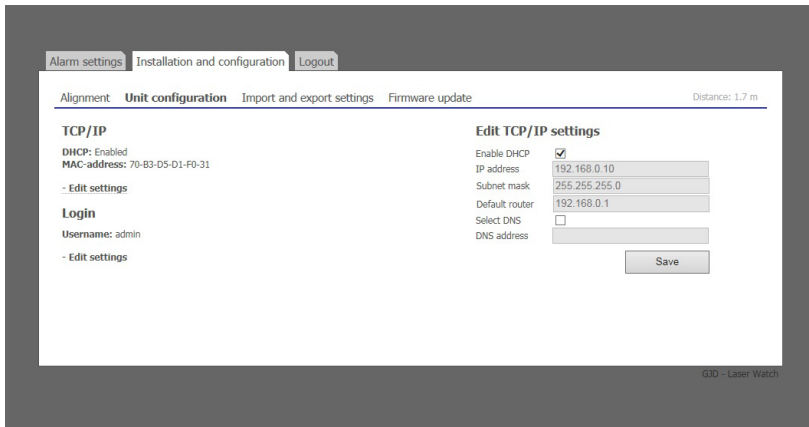 Alarm settings Installation and configuration Logout
Alignment Unit configuration Import and export settings Firmware update Distance: 1.7 m
TCP/IP
DHCP: Enabled
MAC-address: 70-B3-D5-D1-F0-31
- Edit settings
Login
Username: admin
- Edit settings
Edit TCP/IP settings
Enable DHCP
IP address 192.168.0.10
Subnet mask 255.255.255.0
Default router 192.168.0.1
Select DNS
DNS address
Save
G3D - Laser Watch